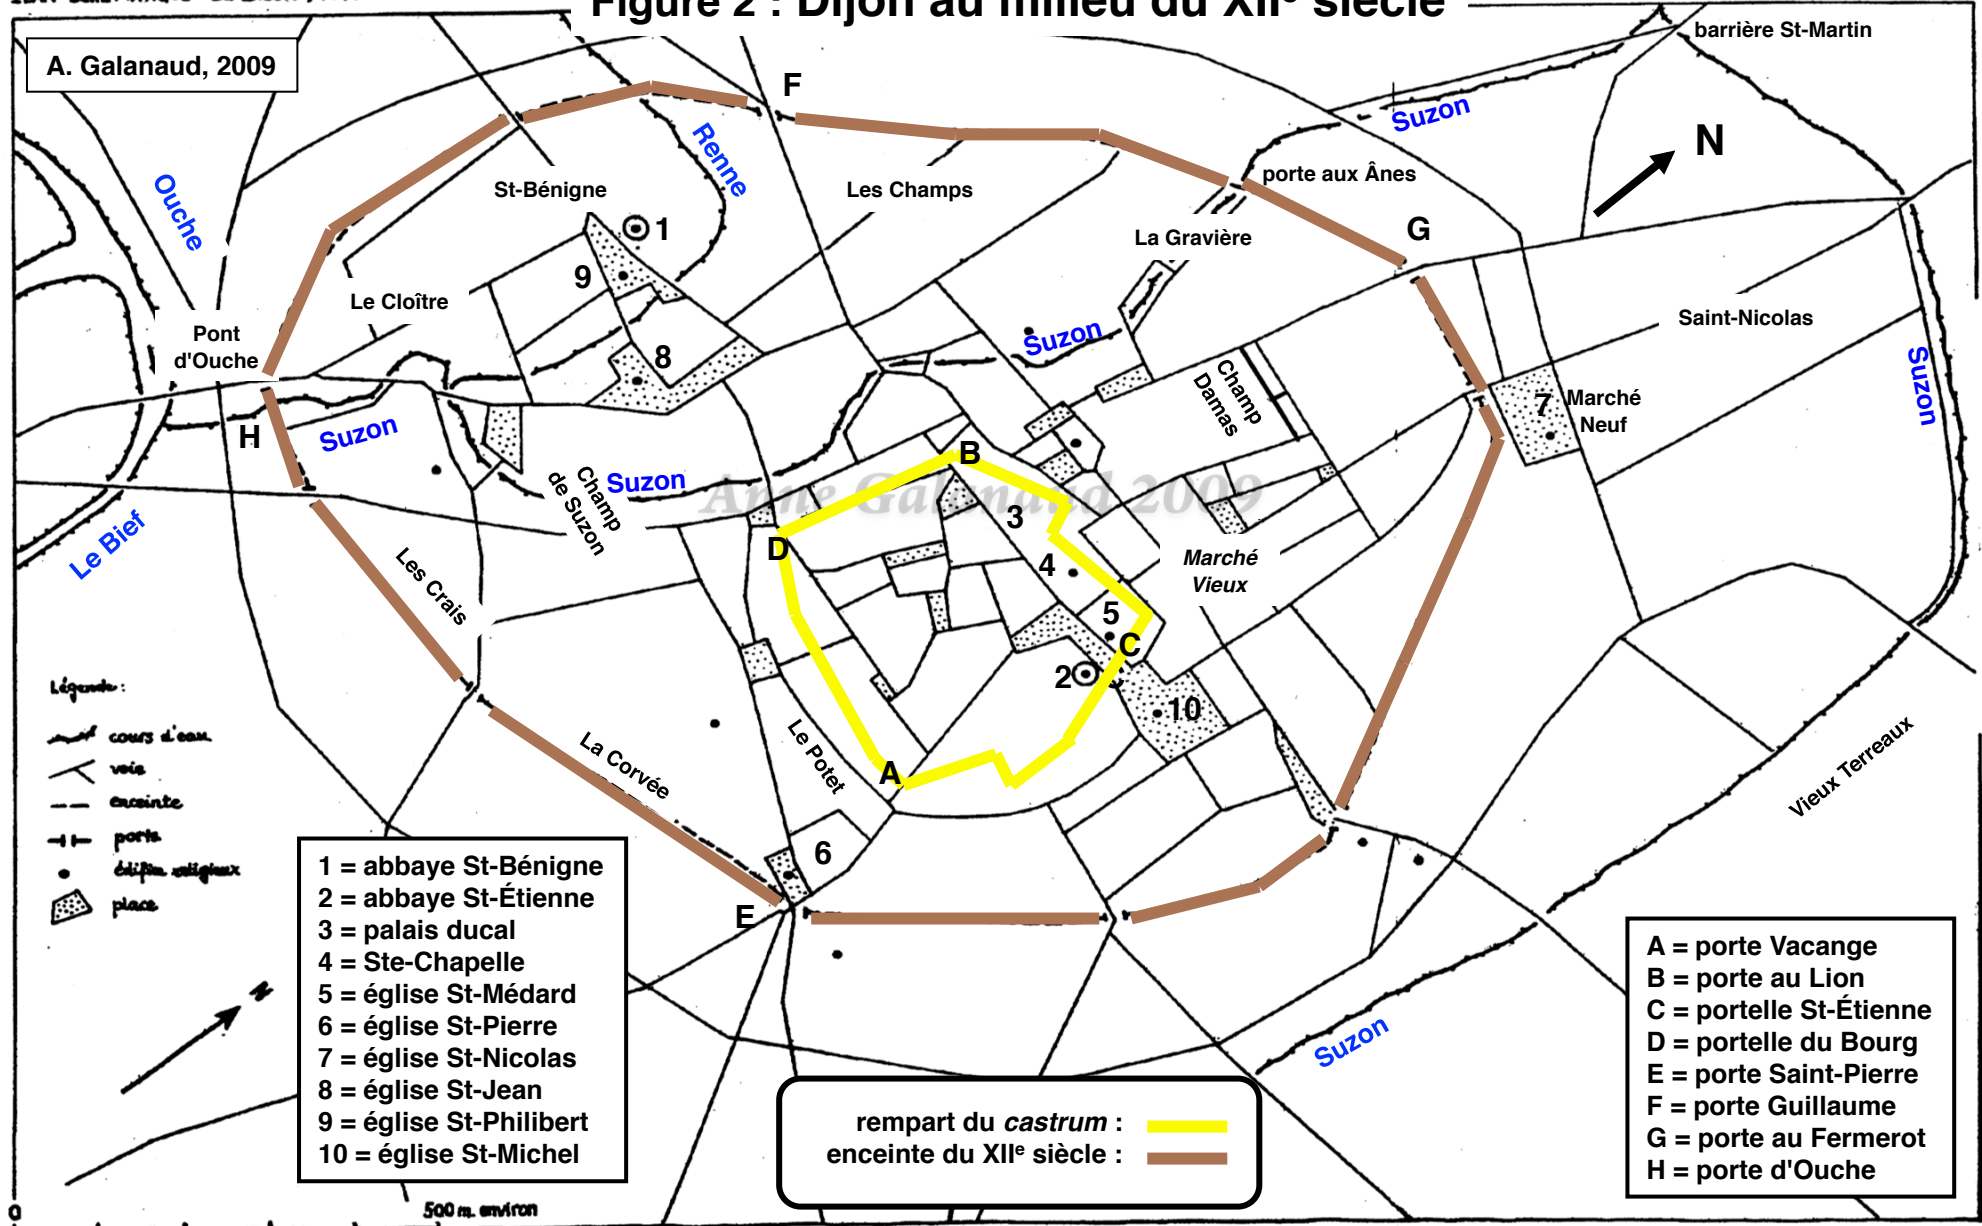 Figure 2 : Dijon au milieu du XIIe siècle
A. Galanaud, 2009
barrière St-Martin
F
Suzon
N
Renne
porte aux Ânes
Ouche
St-Bénigne
Les Champs
1
G
La Gravière
9
Le Cloître
Saint-Nicolas
Pont
d'Ouche
Suzon
8
Suzon
Champ
Damas
7
Marché
Neuf
H
Suzon
B
Suzon
Champ
de Suzon
Anne Galanaud 2009
3
D
Le Bief
4
Marché
Vieux
Les Crais
5
C
2
Légende :
cours d'eau
voie
enceinte
porte
édifice religieux
place
10
Le Potet
La Corvée
A
Vieux Terreaux
6
E
1 = abbaye St-Bénigne
2 = abbaye St-Étienne
3 = palais ducal
4 = Ste-Chapelle
5 = église St-Médard
6 = église St-Pierre
7 = église St-Nicolas
8 = église St-Jean
9 = église St-Philibert
10 = église St-Michel
N
Suzon
A = porte Vacange
B = porte au Lion
C = portelle St-Étienne
D = portelle du Bourg
E = porte Saint-Pierre
F = porte Guillaume
G = porte au Fermerot
H = porte d'Ouche
rempart du castrum :
enceinte du XIIe siècle :
0
500 m. environ